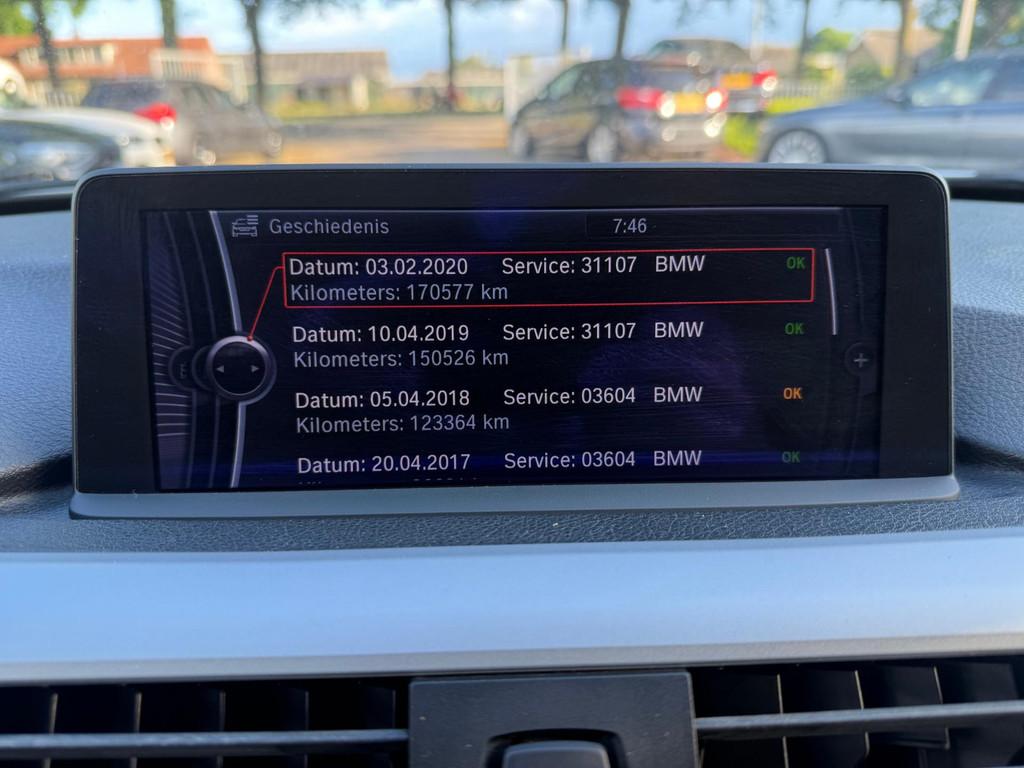 Geschiedenis 7:46
Datum: 03.02.2020 Service: 31107 BMW OK
Kilometers: 170577 km
Datum: 10.04.2019 Service: 31107 BMW OK
Kilometers: 150526 km
Datum: 05.04.2018 Service: 03604 BMW OK
Kilometers: 123364 km
Datum: 20.04.2017 Service: 03604 BMW OK